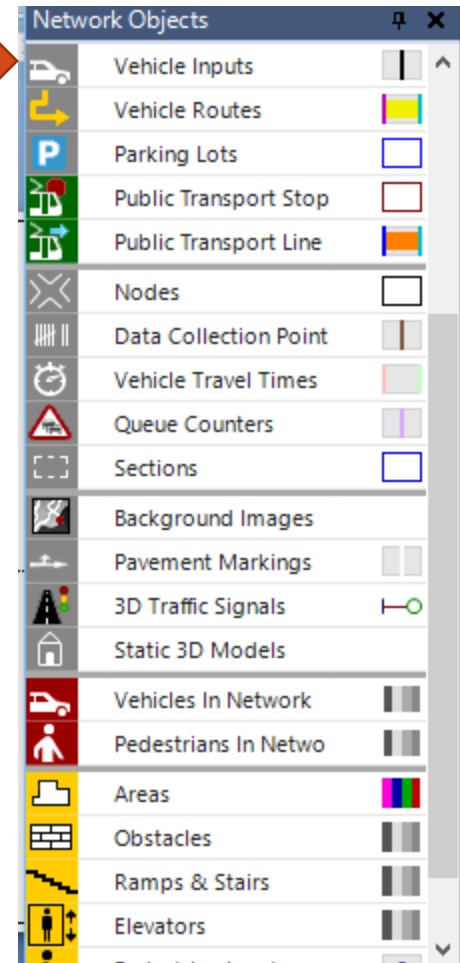 Network Objects
Vehicle Inputs
Vehicle Routes
P Parking Lots
Public Transport Stop
Public Transport Line
Nodes
Data Collection Point
Vehicle Travel Times
Queue Counters
Sections
Background Images
Pavement Markings
3D Traffic Signals
Static 3D Models
Vehicles In Network
Pedestrians In Netwo
Areas
Obstacles
Ramps & Stairs
Elevators